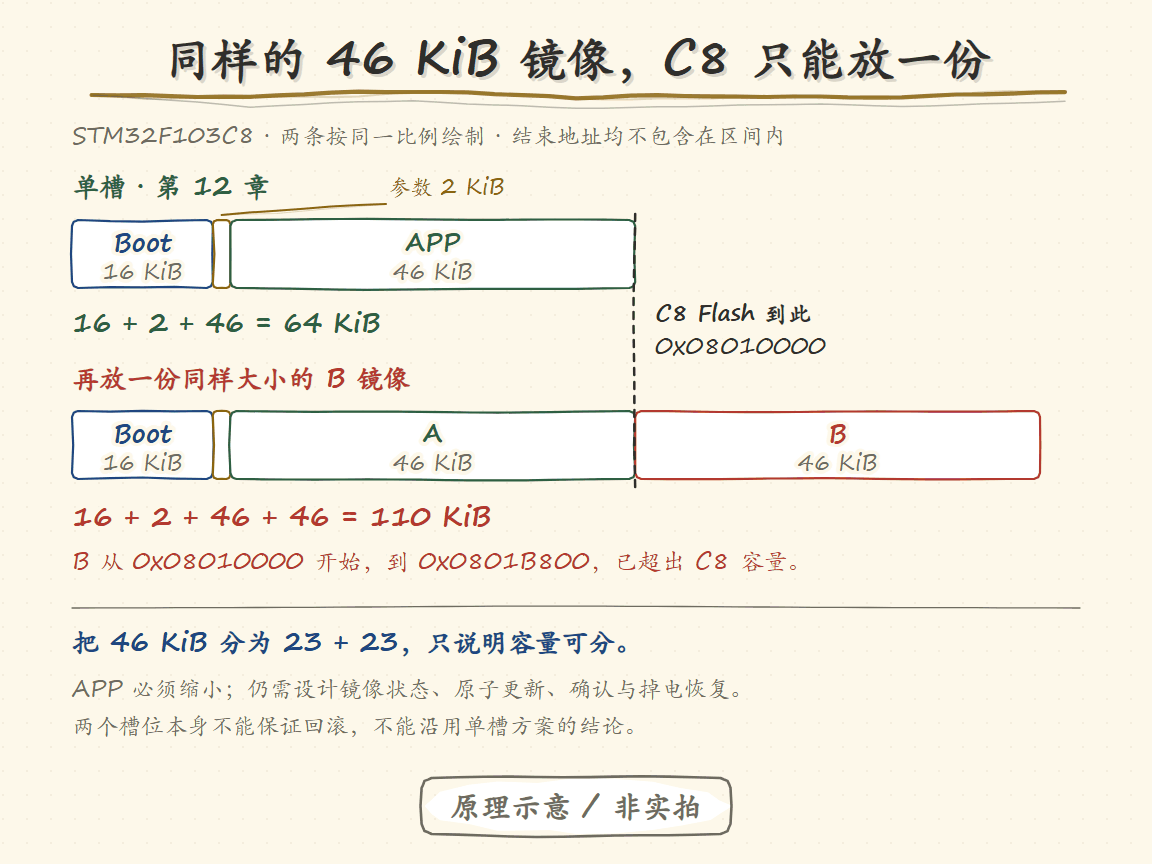 同样的 46 KiB 镜像，C8 只能放一份
STM32F103C8 · 两条按同一比例绘制 · 结束地址均不包含在区间内
单槽 · 第 12 章
参数 2 KiB
Boot
16 KiB
APP
46 KiB
16 + 2 + 46 = 64 KiB
C8 Flash 到此
0x08010000
再放一份同样大小的 B 镜像
Boot
16 KiB
A
46 KiB
B
46 KiB
16 + 2 + 46 + 46 = 110 KiB
B 从 0x08010000 开始，到 0x0801B800，已超出 C8 容量。
把 46 KiB 分为 23 + 23，只说明容量可分。
APP 必须缩小；仍需设计镜像状态、原子更新、确认与掉电恢复。
两个槽位本身不能保证回滚，不能沿用单槽方案的结论。
原理示意 / 非实拍